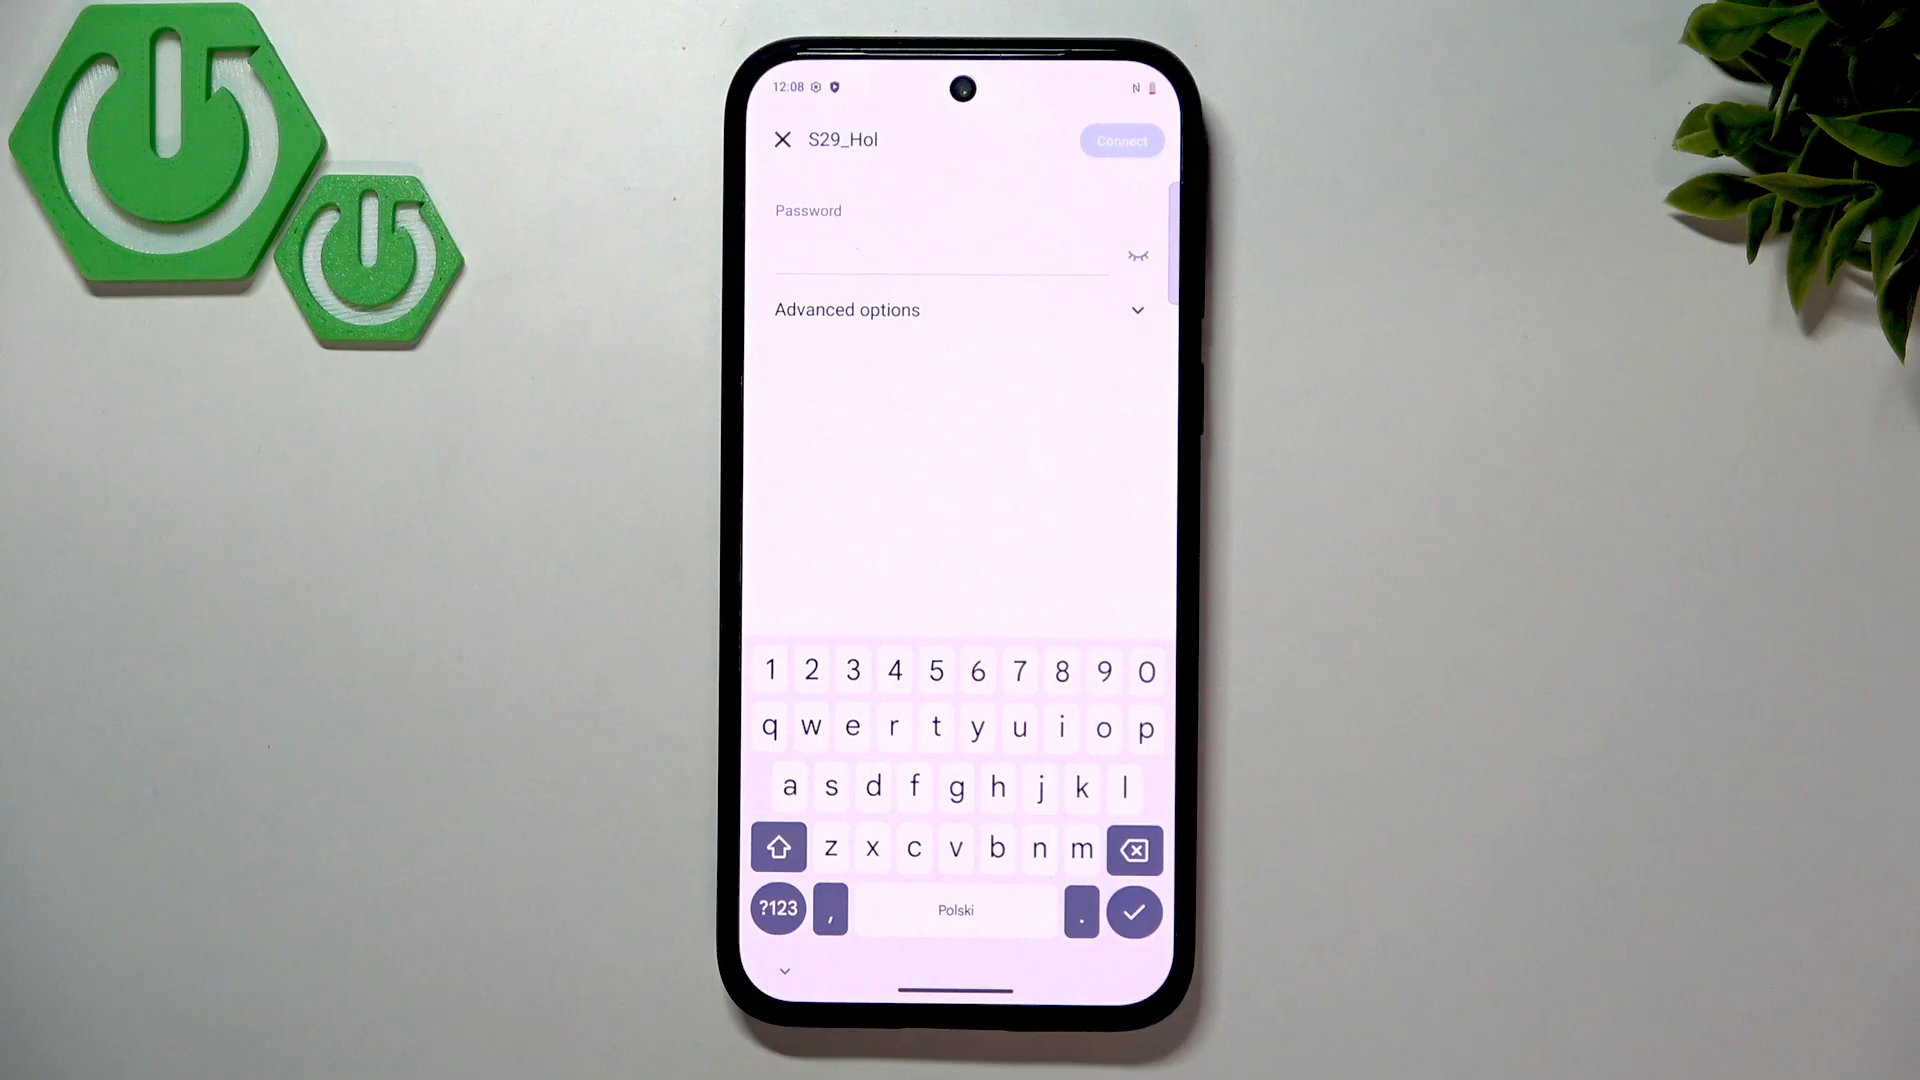 12:08 N
S29_Hol Connect
Password
Advanced options
1 2 3 4 5 6 7 8 9 0
q w e r t y u i o p
a s d f g h j k l
z x c v b n m
?123 , Polski .